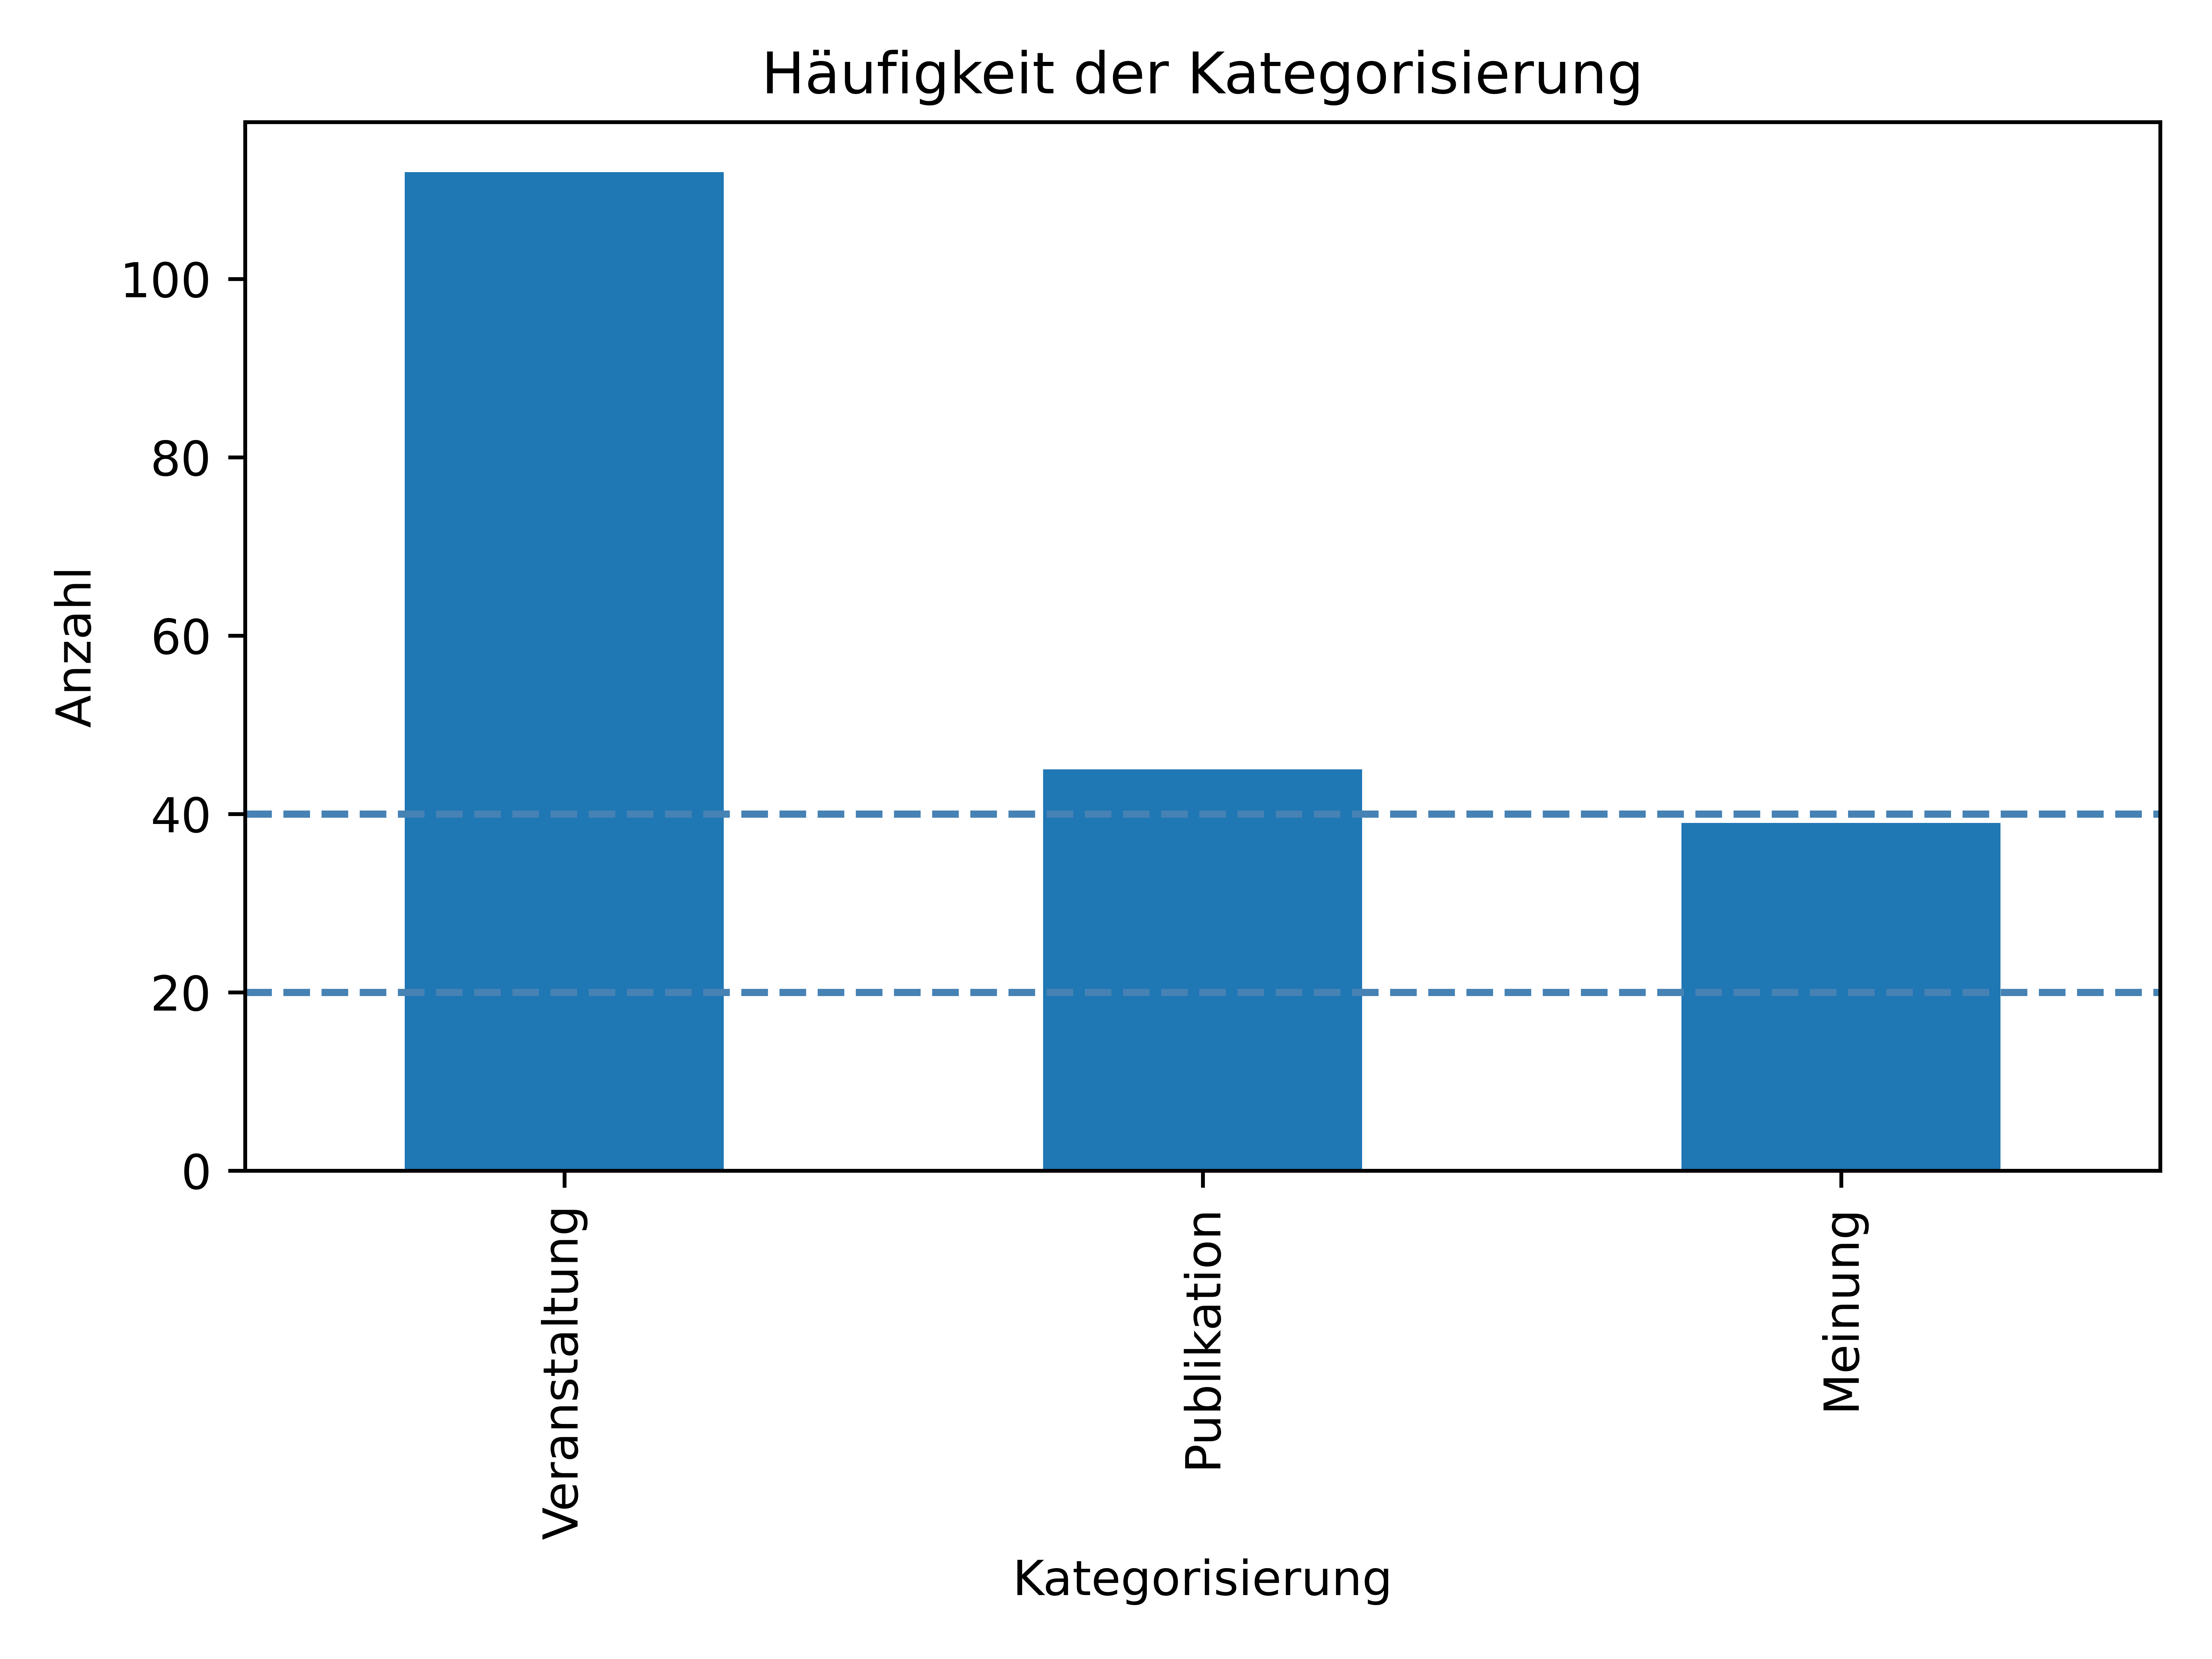 Häufigkeit der Kategorisierung
Anzahl
100
80
60
40
20
0
Veranstaltung
Publikation
Meinung
Kategorisierung